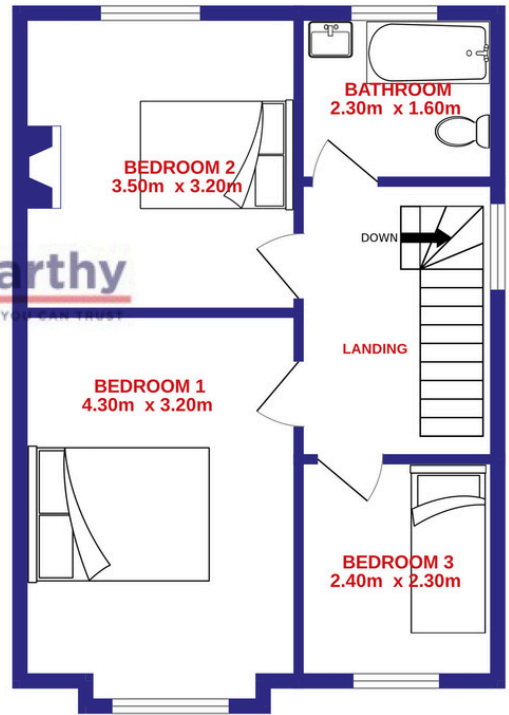 BATHROOM
2.30m x 1.60m
BEDROOM 2
3.50m x 3.20m
DOWN
arthy
YOU CAN TRUST
LANDING
BEDROOM 1
4.30m x 3.20m
BEDROOM 3
2.40m x 2.30m